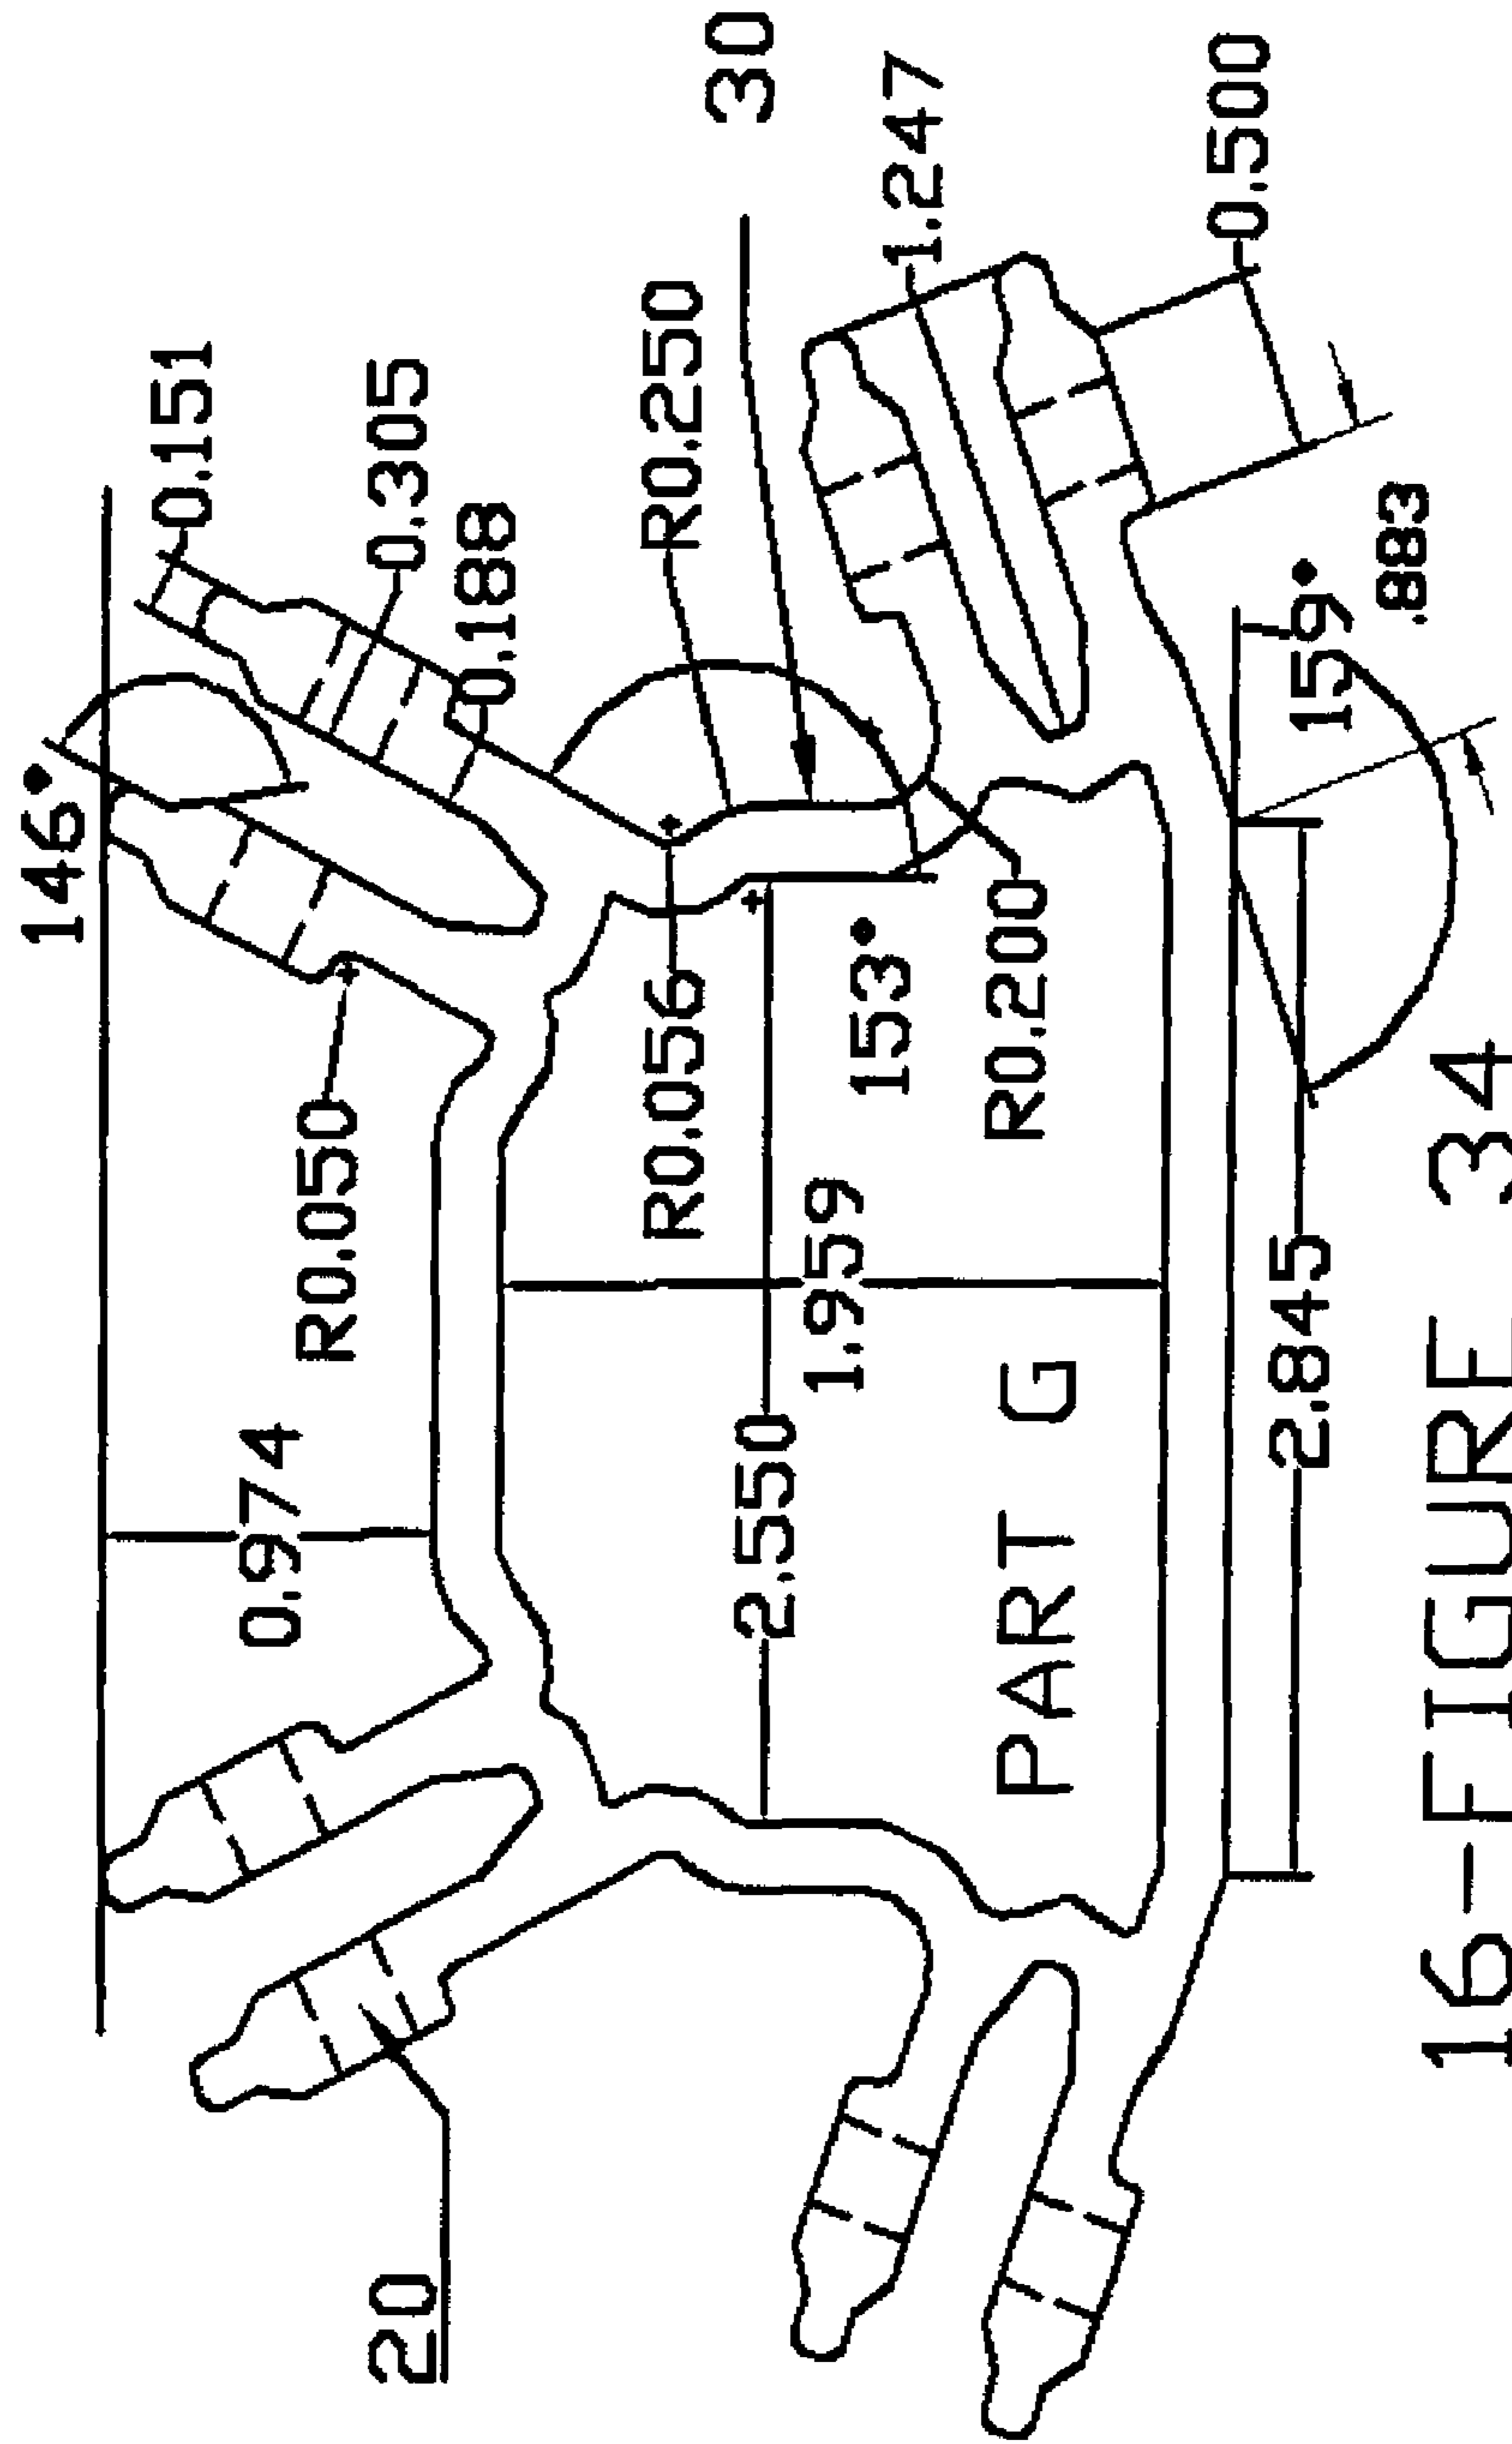 146°
0.151
0.974
R0.050
20
0.305
0.188
R0.056
R0.250
30
2.550
1.959
153°
1.247
R0.200
PART G
0.500
2.845
159°
.883
16-FIGURE 34